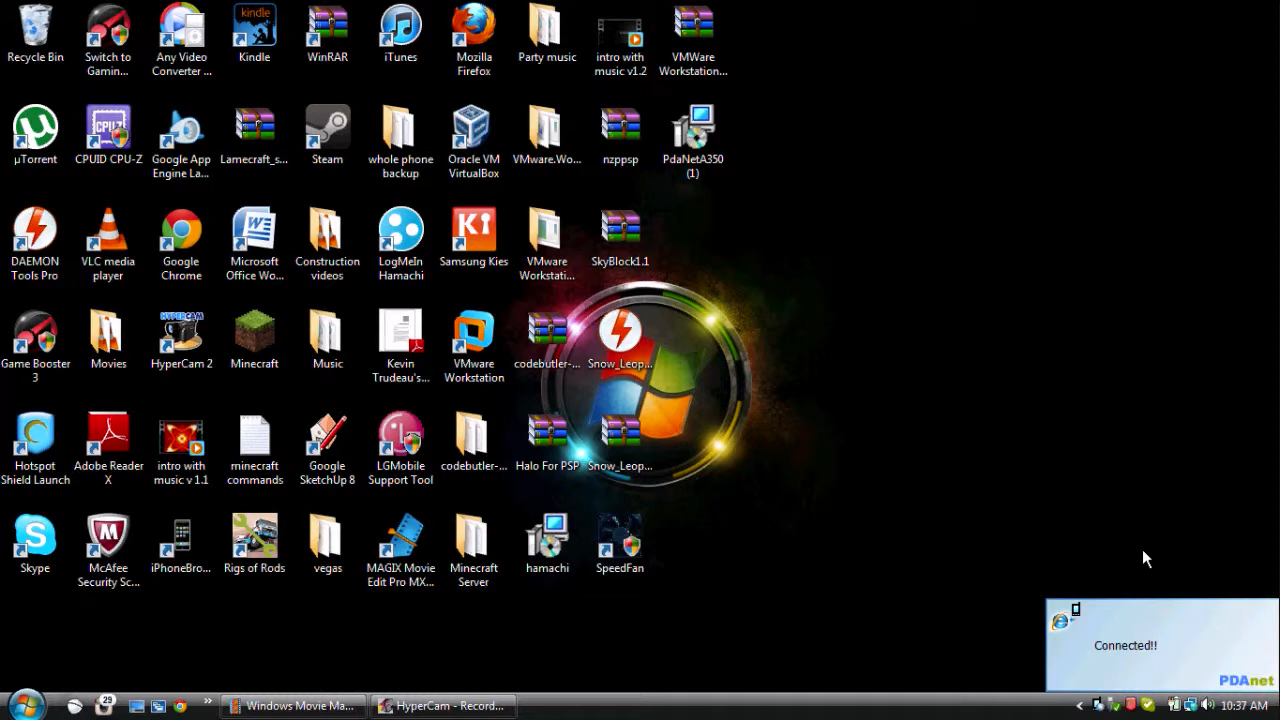 Recycle Bin
Switch to
Gamin...
Any Video
Converter ...
kindle
Kindle
WinRAR
iTunes
Mozilla
Firefox
Party music
intro with
music v1.2
VMWare
Workstation...
µTorrent
CPUID CPU-Z
Google App
Engine La...
Lamecraft_s...
Steam
whole phone
backup
Oracle VM
VirtualBox
VMware.Wo...
nzppsp
PdaNetA350
(1)
DAEMON
Tools Pro
VLC media
player
Google
Chrome
Microsoft
Office Wo...
Construction
videos
LogMeIn
Hamachi
Samsung Kies
VMware
Workstati...
SkyBlock1.1
Game Booster
3
Movies
HYPERCAM
HyperCam 2
Minecraft
Music
Kevin
Trudeau's...
VMware
Workstation
codebutler-...
Snow_Leop...
Hotspot
Shield Launch
Adobe Reader
X
intro with
music v 1.1
minecraft
commands
Google
SketchUp 8
LGMobile
Support Tool
codebutler-...
Halo For PSP
Snow_Leop...
Skype
McAfee
Security Sc...
iPhoneBro...
Rigs of Rods
vegas
MAGIX Movie
Edit Pro MX...
Minecraft
Server
hamachi
SpeedFan
Connected!!
PDAnet
29
Windows Movie Ma...
HyperCam - Record...
10:37 AM